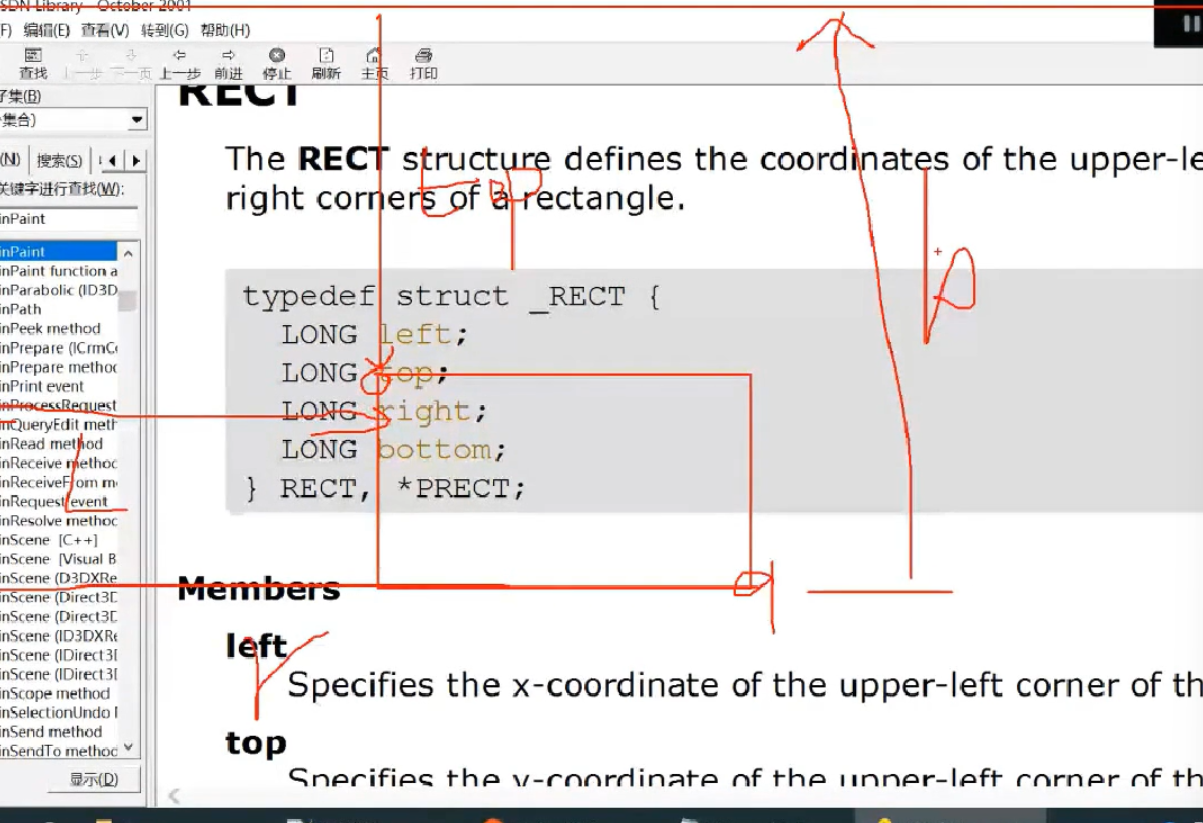 SDN Library - October 2001
编辑(E) 查看(V) 转到(G) 帮助(H)
查找 上一步 下一页 上一步 前进 停止 刷新 主页 打印
子集(B)
集合)
(N) 搜索(S)
关键字进行查找(W):
inPaint
inPaint
inPaint function a
inParabolic (ID3D
inPath
inPeek method
inPrepare (ICrmC
inPrepare method
inPrint event
inProcessRequest
inQueryEdit meth
inRead method
inReceive method
inReceiveFrom m
inRequest event
inResolve method
inScene [C++]
inScene [Visual B
inScene (D3DXRe
inScene (Direct3D
inScene (Direct3D
inScene (ID3DXRe
inScene (IDirect3D
inScene (IDirect3D
inScope method
inSelectionUndo
inSend method
inSendTo method
显示(D)
RECT
The RECT structure defines the coordinates of the upper-le
right corners of a rectangle.
top
b
typedef struct _RECT {
LONG left;
LONG top;
LONG right;
LONG bottom;
} RECT, *PRECT;
L
Members
left
r
Specifies the x-coordinate of the upper-left corner of th
top
Specifies the y-coordinate of the upper-left corner of th